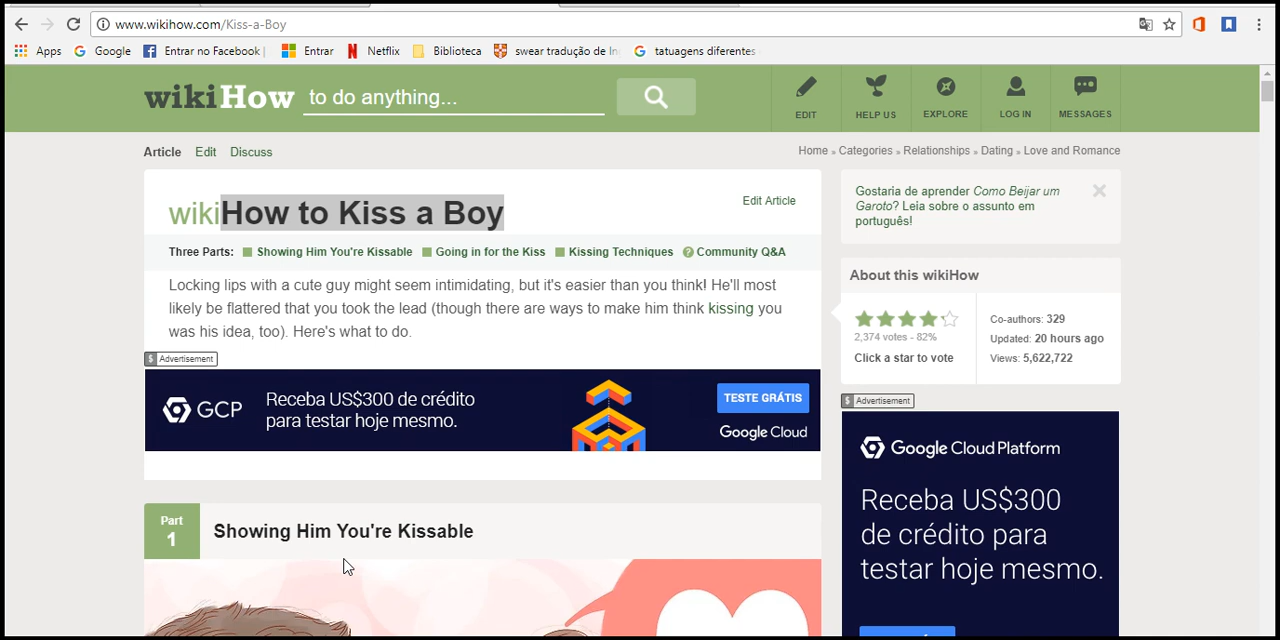 www.wikihow.com/Kiss-a-Boy
Apps Google Entrar no Facebook | Entrar Netflix Biblioteca swear tradução de In tatuagens diferentes
wikiHow to do anything...
EDIT HELP US EXPLORE LOG IN MESSAGES
Article Edit Discuss
Home » Categories » Relationships » Dating » Love and Romance
wikiHow to Kiss a Boy
Edit Article
Three Parts: Showing Him You're Kissable Going in for the Kiss Kissing Techniques ? Community Q&A
Locking lips with a cute guy might seem intimidating, but it's easier than you think! He'll most
likely be flattered that you took the lead (though there are ways to make him think kissing you
was his idea, too). Here's what to do.
$ Advertisement
GCP
Receba US$300 de crédito
para testar hoje mesmo.
TESTE GRÁTIS
Google Cloud
Part
1
Showing Him You're Kissable
Gostaria de aprender Como Beijar um
Garoto? Leia sobre o assunto em
português!
About this wikiHow
2,374 votes - 82%
Click a star to vote
Co-authors: 329
Updated: 20 hours ago
Views: 5,622,722
$ Advertisement
Google Cloud Platform
Receba US$300
de crédito para
testar hoje mesmo.